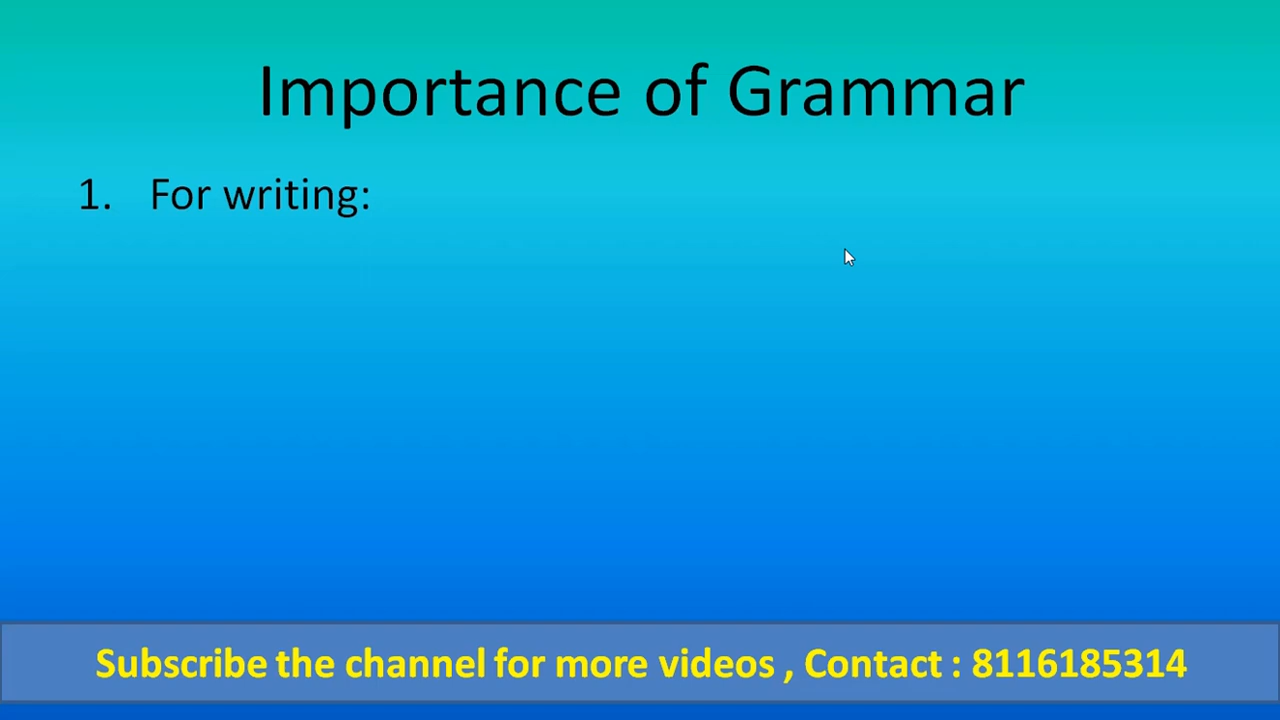 Importance of Grammar
1. For writing:
Subscribe the channel for more videos , Contact : 8116185314